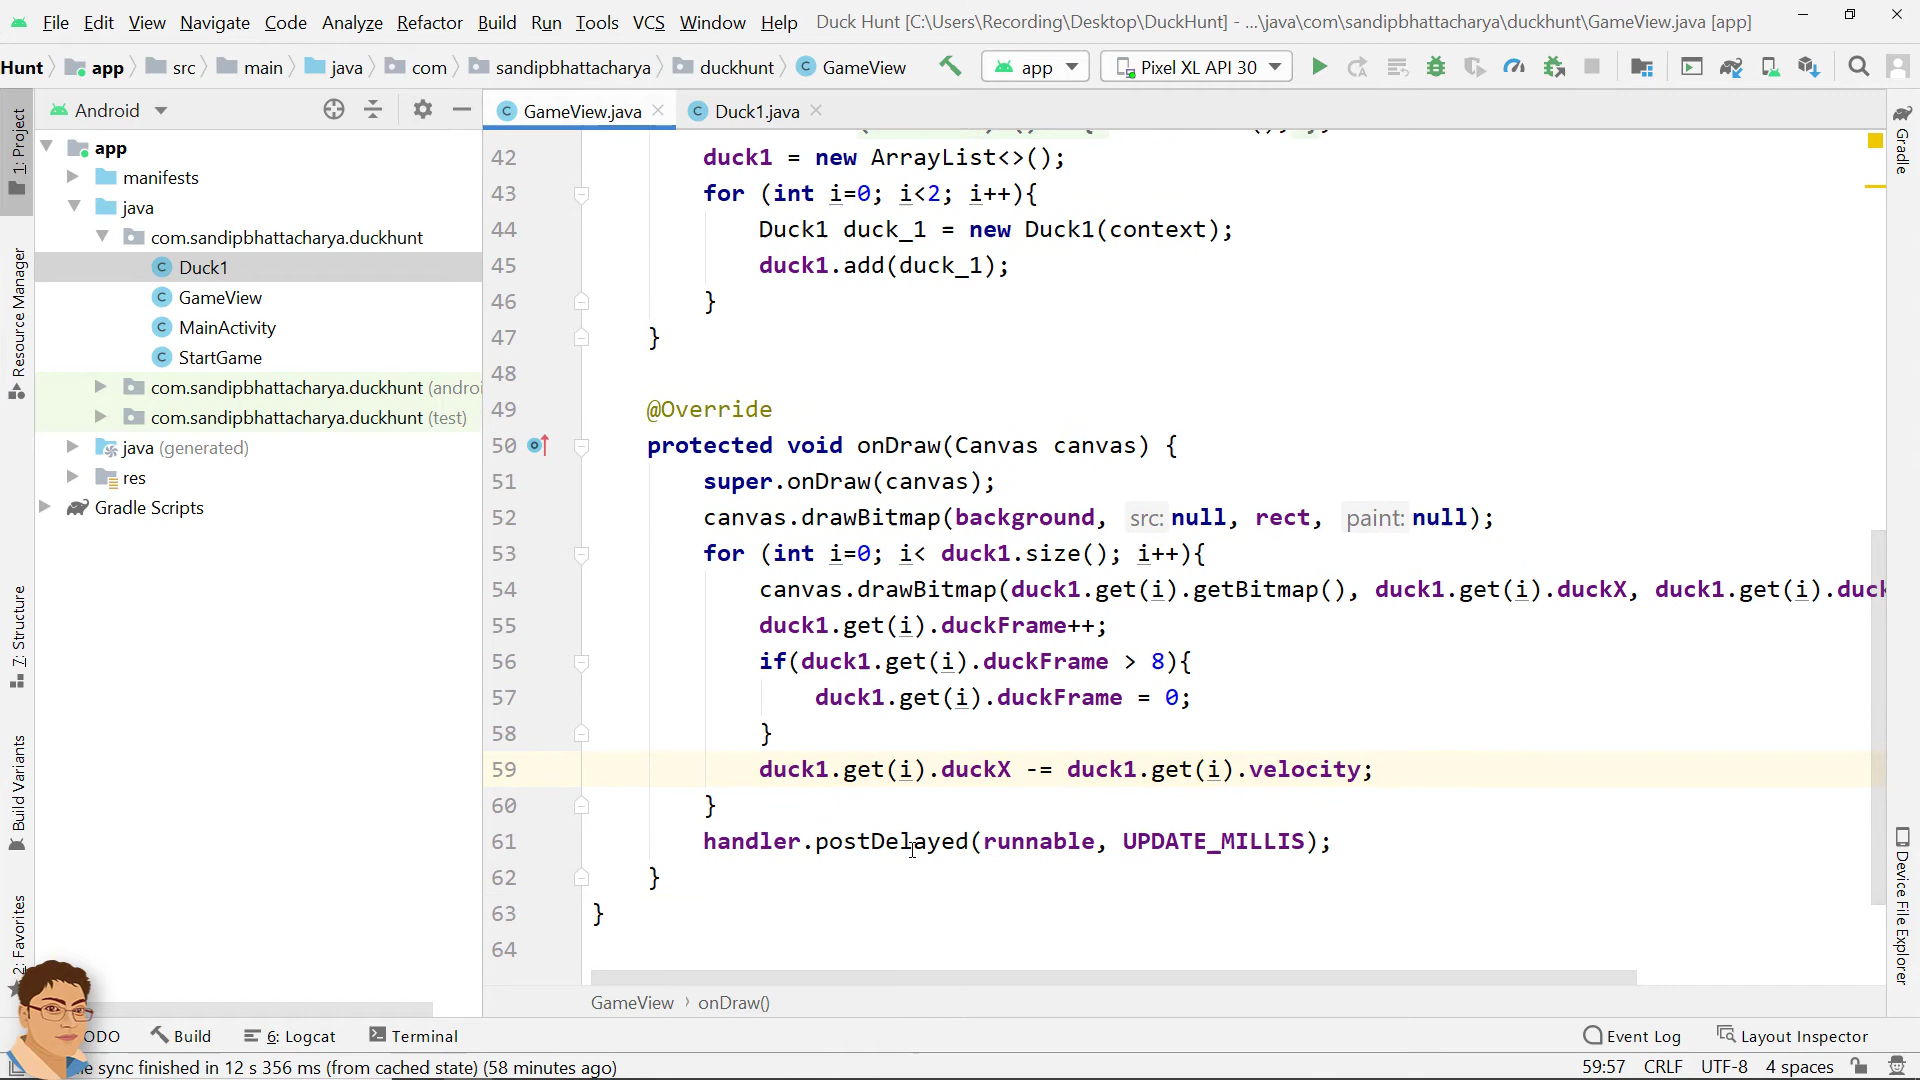 File Edit View Navigate Code Analyze Refactor Build Run Tools VCS Window Help Duck Hunt [C:\Users\Recording\Desktop\DuckHunt] - ...\java\com\sandipbhattacharya\duckhunt\GameView.java [app]
Hunt app src main java com sandipbhattacharya duckhunt GameView app Pixel XL API 30
Android
GameView.java Duck1.java
1: Project
Resource Manager
7: Structure
Build Variants
2: Favorites
app
manifests
java
com.sandipbhattacharya.duckhunt
Duck1
GameView
MainActivity
StartGame
com.sandipbhattacharya.duckhunt (androi
com.sandipbhattacharya.duckhunt (test)
java (generated)
res
Gradle Scripts
42 duck1 = new ArrayList<>();
43 for (int i=0; i<2; i++){
44 Duck1 duck_1 = new Duck1(context);
45 duck1.add(duck_1);
46 }
47 }
48
49 @Override
50 protected void onDraw(Canvas canvas) {
51 super.onDraw(canvas);
52 canvas.drawBitmap(background, src: null, rect, paint: null);
53 for (int i=0; i< duck1.size(); i++){
54 canvas.drawBitmap(duck1.get(i).getBitmap(), duck1.get(i).duckX, duck1.get(i).duck
55 duck1.get(i).duckFrame++;
56 if(duck1.get(i).duckFrame > 8){
57 duck1.get(i).duckFrame = 0;
58 }
59 duck1.get(i).duckX -= duck1.get(i).velocity;
60 }
61 handler.postDelayed(runnable, UPDATE_MILLIS);
62 }
63 }
64
GameView onDraw()
Gradle
Device File Explorer
ODO Build 6: Logcat Terminal Event Log Layout Inspector
sync finished in 12 s 356 ms (from cached state) (58 minutes ago) 59:57 CRLF UTF-8 4 spaces